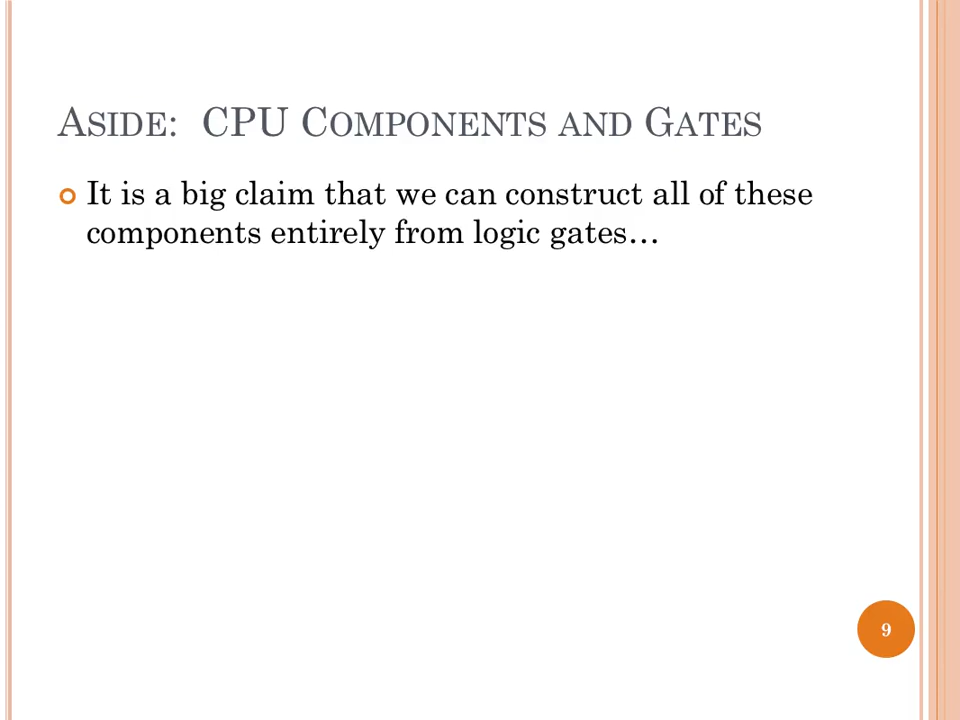 ASIDE: CPU COMPONENTS AND GATES
It is a big claim that we can construct all of these
components entirely from logic gates…
9